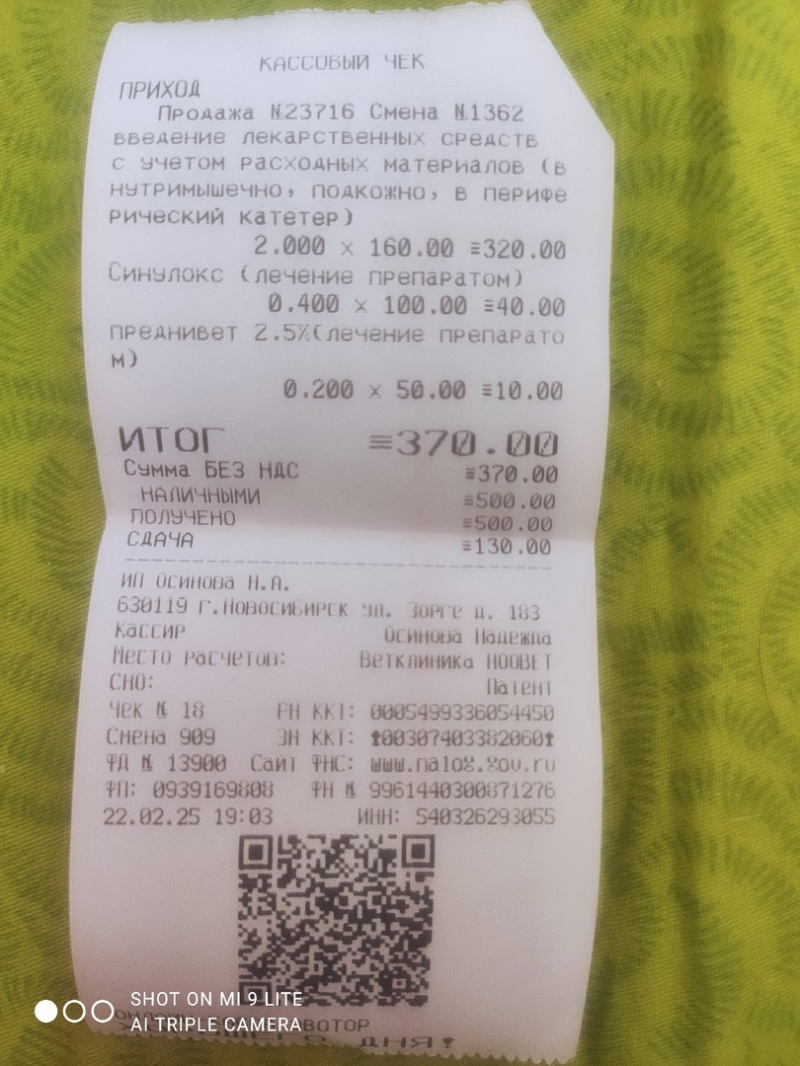 КАССОВЫЙ ЧЕК
ПРИХОД
Продажа №23716 Смена №1362
введение лекарственных средств
с учетом расходных материалов (в
нутримышечно, подкожно, в перифе
рический катетер)
2.000 x 160.00 ≡320.00
Синулокс (лечение препаратом)
0.400 x 100.00 ≡40.00
преднивет 2.5%(лечение препарато
м)
0.200 x 50.00 ≡10.00
ИТОГ ≡370.00
Сумма БЕЗ НДС ≡370.00
НАЛИЧНЫМИ ≡500.00
ПОЛУЧЕНО ≡500.00
СДАЧА ≡130.00
ИП Осинова Н.А.
630119 г.Новосибирск ул. Зорге д. 183
Кассир Осинова Надежда
Место расчетов: Ветклиника НООВЕТ
СНО: Патент
Чек № 18 РН ККТ: 0005499336054450
Смена 909 ЗН ККТ: ↑00307403382060↑
ФД № 13900 Сайт ФНС: www.nalog.gov.ru
ФП: 0939169808 ФН № 9961440300871276
22.02.25 19:03 ИНН: 540326293055
SHOT ON MI 9 LITE
AI TRIPLE CAMERA
ДНЯ!